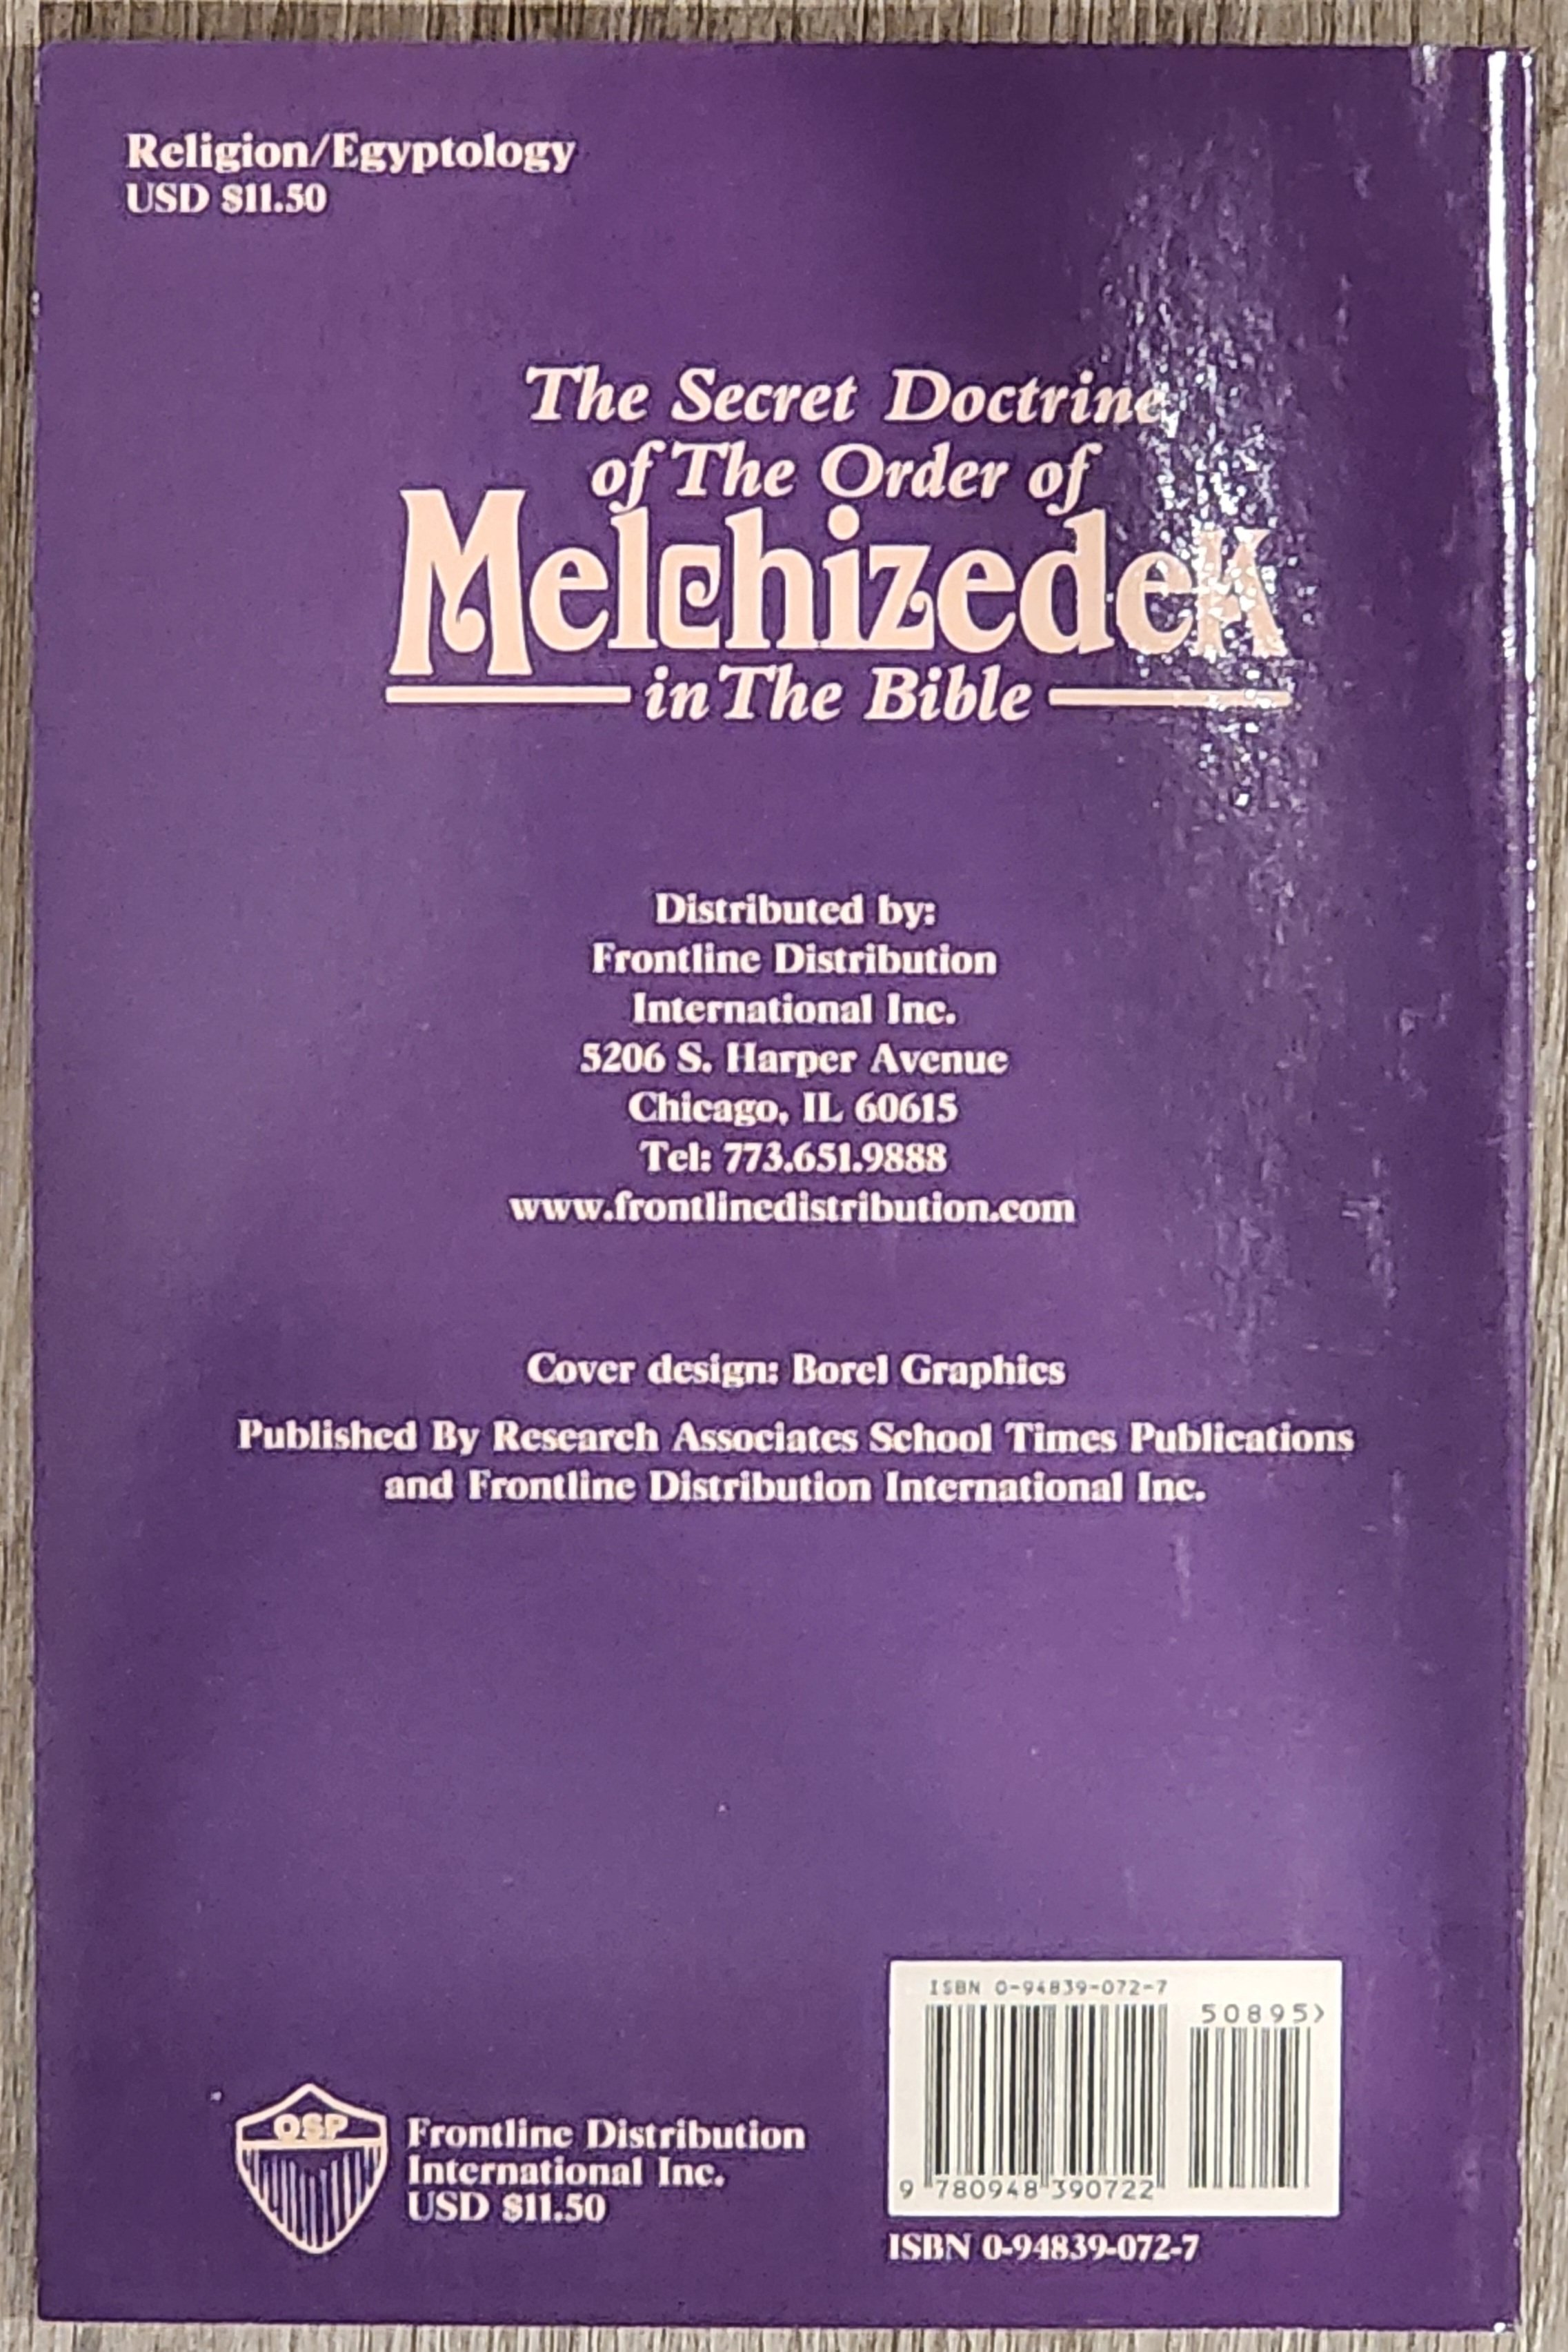 Religion/Egyptology
USD $11.50
The Secret Doctrine
of The Order of
Melchizedek
in The Bible
Distributed by:
Frontline Distribution
International Inc.
5206 S. Harper Avenue
Chicago, IL 60615
Tel: 773.651.9888
www.frontlinedistribution.com
Cover design: Borel Graphics
Published By Research Associates School Times Publications
and Frontline Distribution International Inc.
OSP
Frontline Distribution
International Inc.
USD $11.50
ISBN 0-94839-072-7
50895>
9 780948 390722
ISBN 0-94839-072-7